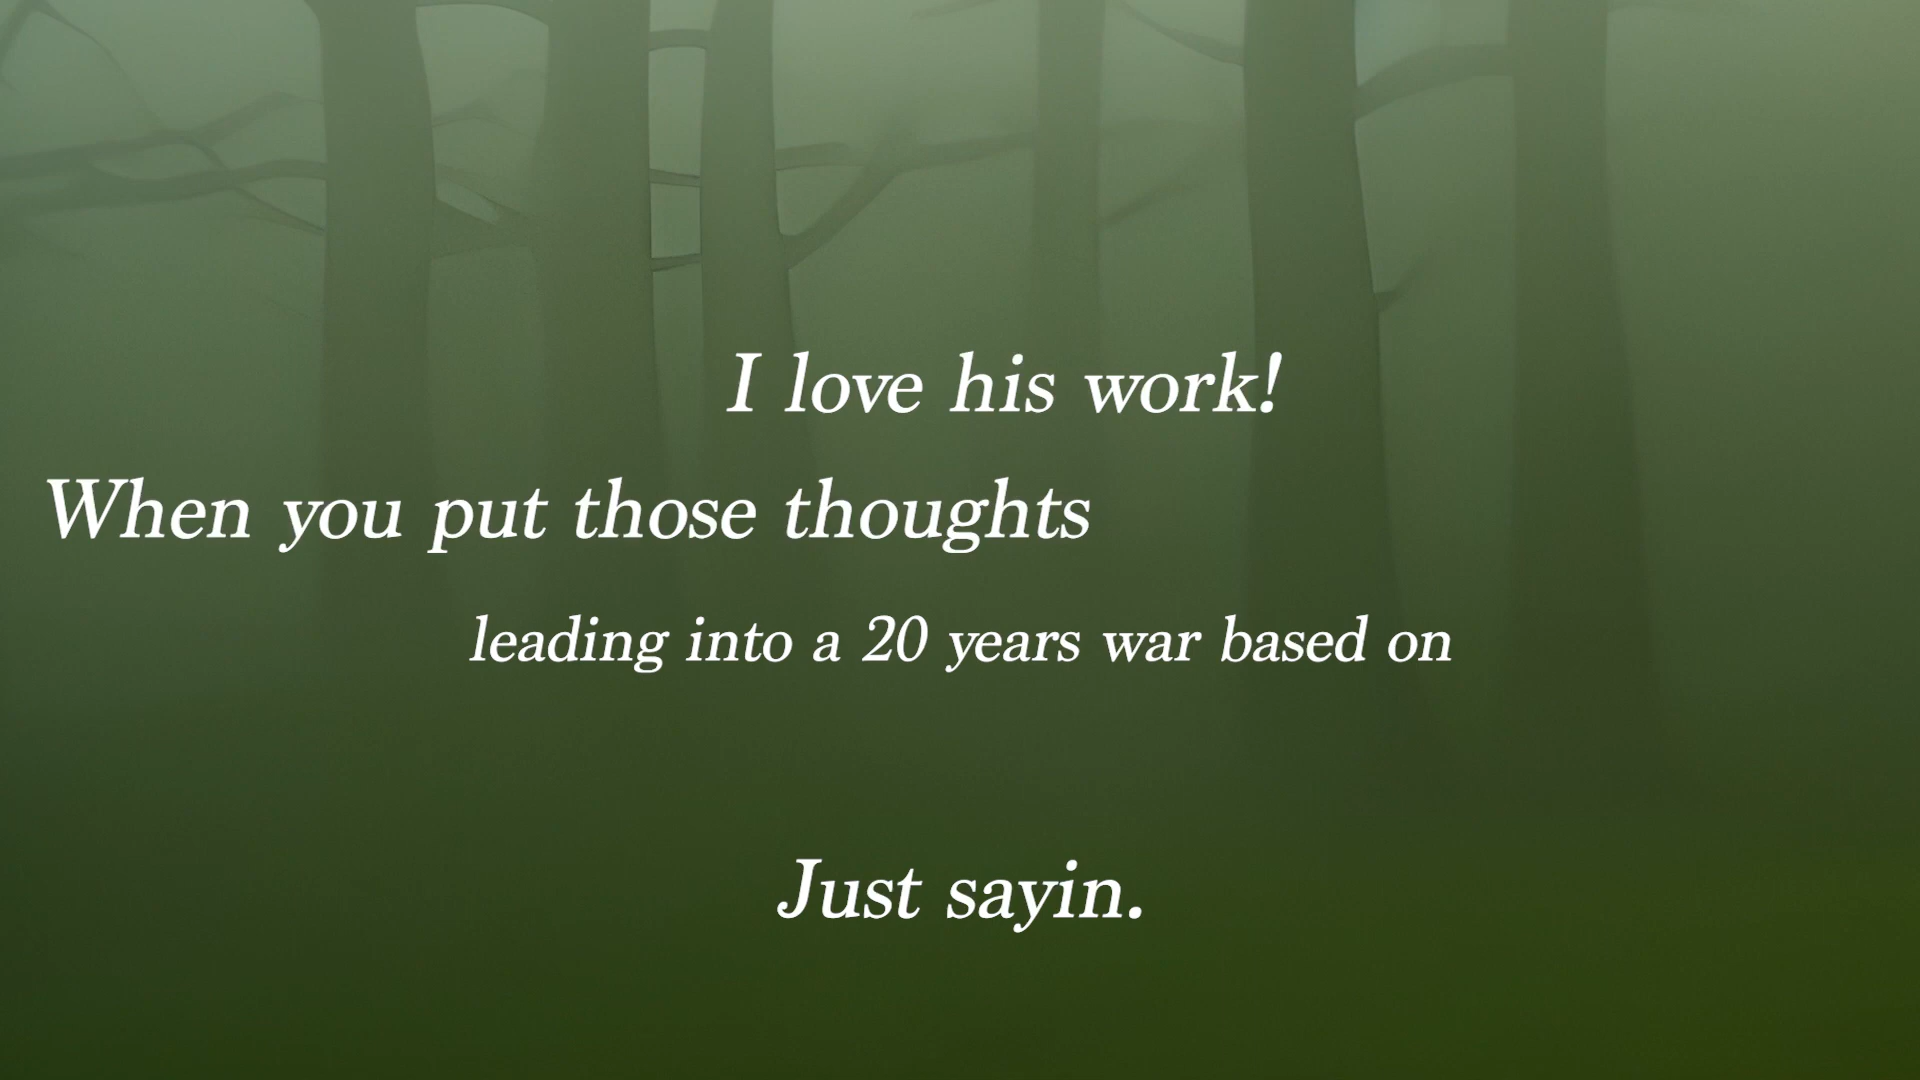 I love his work!
When you put those thoughts
leading into a 20 years war based on
Just sayin.